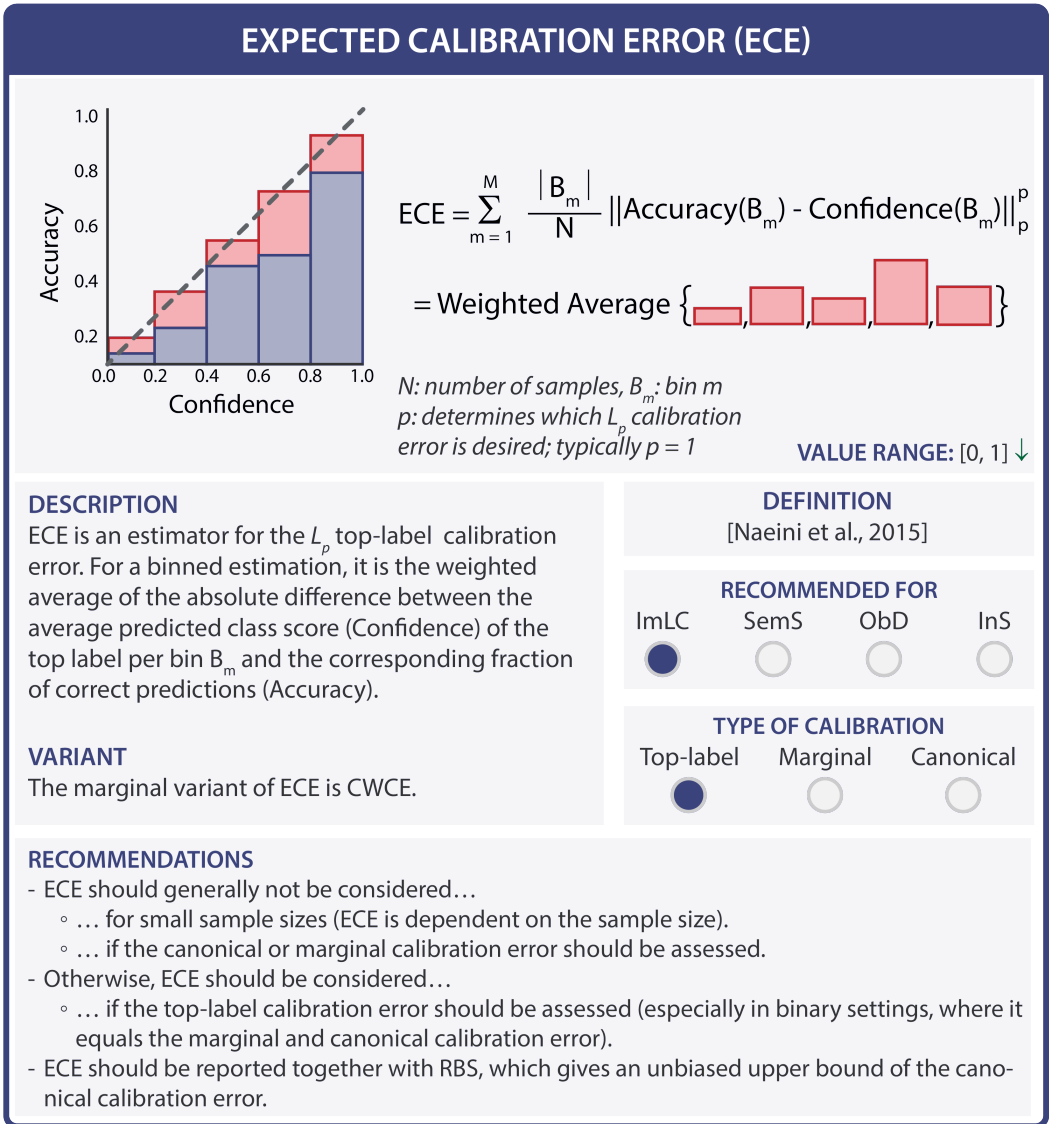 EXPECTED CALIBRATION ERROR (ECE)
1.0
0.8
0.6
0.4
0.2
Accuracy
0.0 0.2 0.4 0.6 0.8 1.0
Confidence
ECE = Σ_{m = 1}^{M} |B_m| / N ||Accuracy(B_m) - Confidence(B_m)||_p^p
= Weighted Average { , , , , }
N: number of samples, B_m: bin m
p: determines which L_p calibration
error is desired; typically p = 1
VALUE RANGE: [0, 1] ↓
DESCRIPTION
ECE is an estimator for the L_p top-label calibration
error. For a binned estimation, it is the weighted
average of the absolute difference between the
average predicted class score (Confidence) of the
top label per bin B_m and the corresponding fraction
of correct predictions (Accuracy).
VARIANT
The marginal variant of ECE is CWCE.
DEFINITION
[Naeini et al., 2015]
RECOMMENDED FOR
ImLC SemS ObD InS
TYPE OF CALIBRATION
Top-label Marginal Canonical
RECOMMENDATIONS
- ECE should generally not be considered…
◦ … for small sample sizes (ECE is dependent on the sample size).
◦ … if the canonical or marginal calibration error should be assessed.
- Otherwise, ECE should be considered…
◦ … if the top-label calibration error should be assessed (especially in binary settings, where it
equals the marginal and canonical calibration error).
- ECE should be reported together with RBS, which gives an unbiased upper bound of the cano-
nical calibration error.